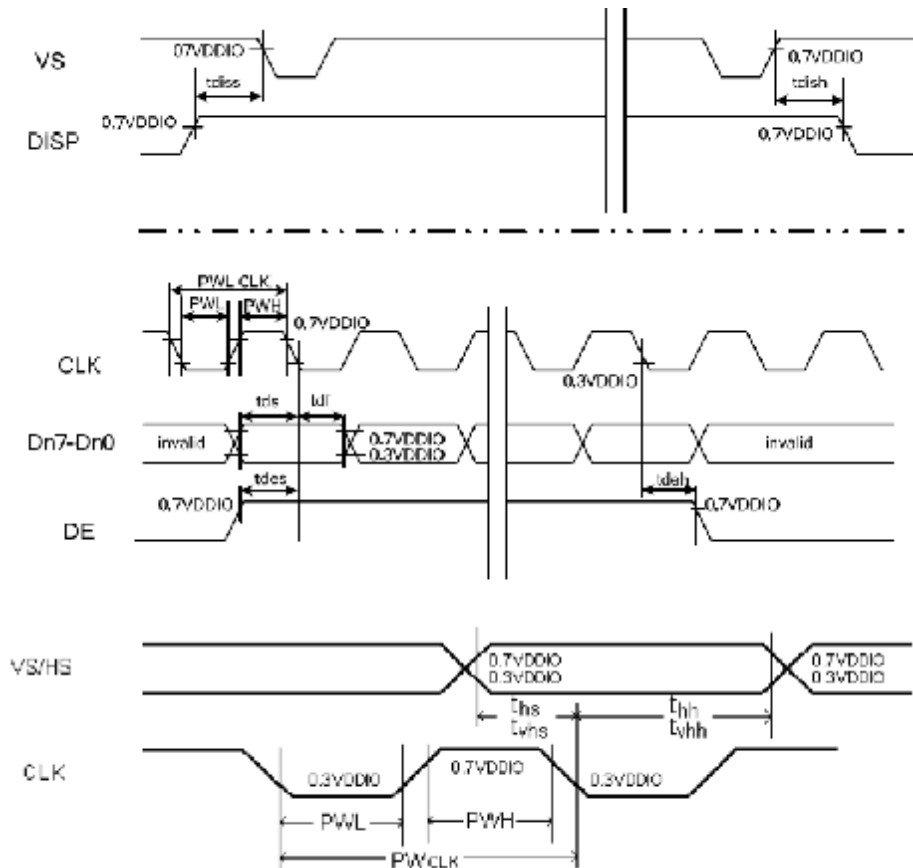 VS
07VDDIO
0.7VDDIO
tdiss
tdish
0.7VDDIO
DISP
0.7VDDIO
PWL CLK
PWL
PWH
0.7VDDIO
CLK
0.3VDDIO
tds
Dn7-Dn0
invalid
0.7VDDIO
0.3VDDIO
invalid
tdes
tdeh
0.7VDDIO
0.7VDDIO
DE
VS/HS
0.7VDDIO
0.3VDDIO
0.7VDDIO
0.3VDDIO
ths
tvhs
thh
tvhh
CLK
0.3VDDIO
0.7VDDIO
0.3VDDIO
PWL
PWH
PWCLK